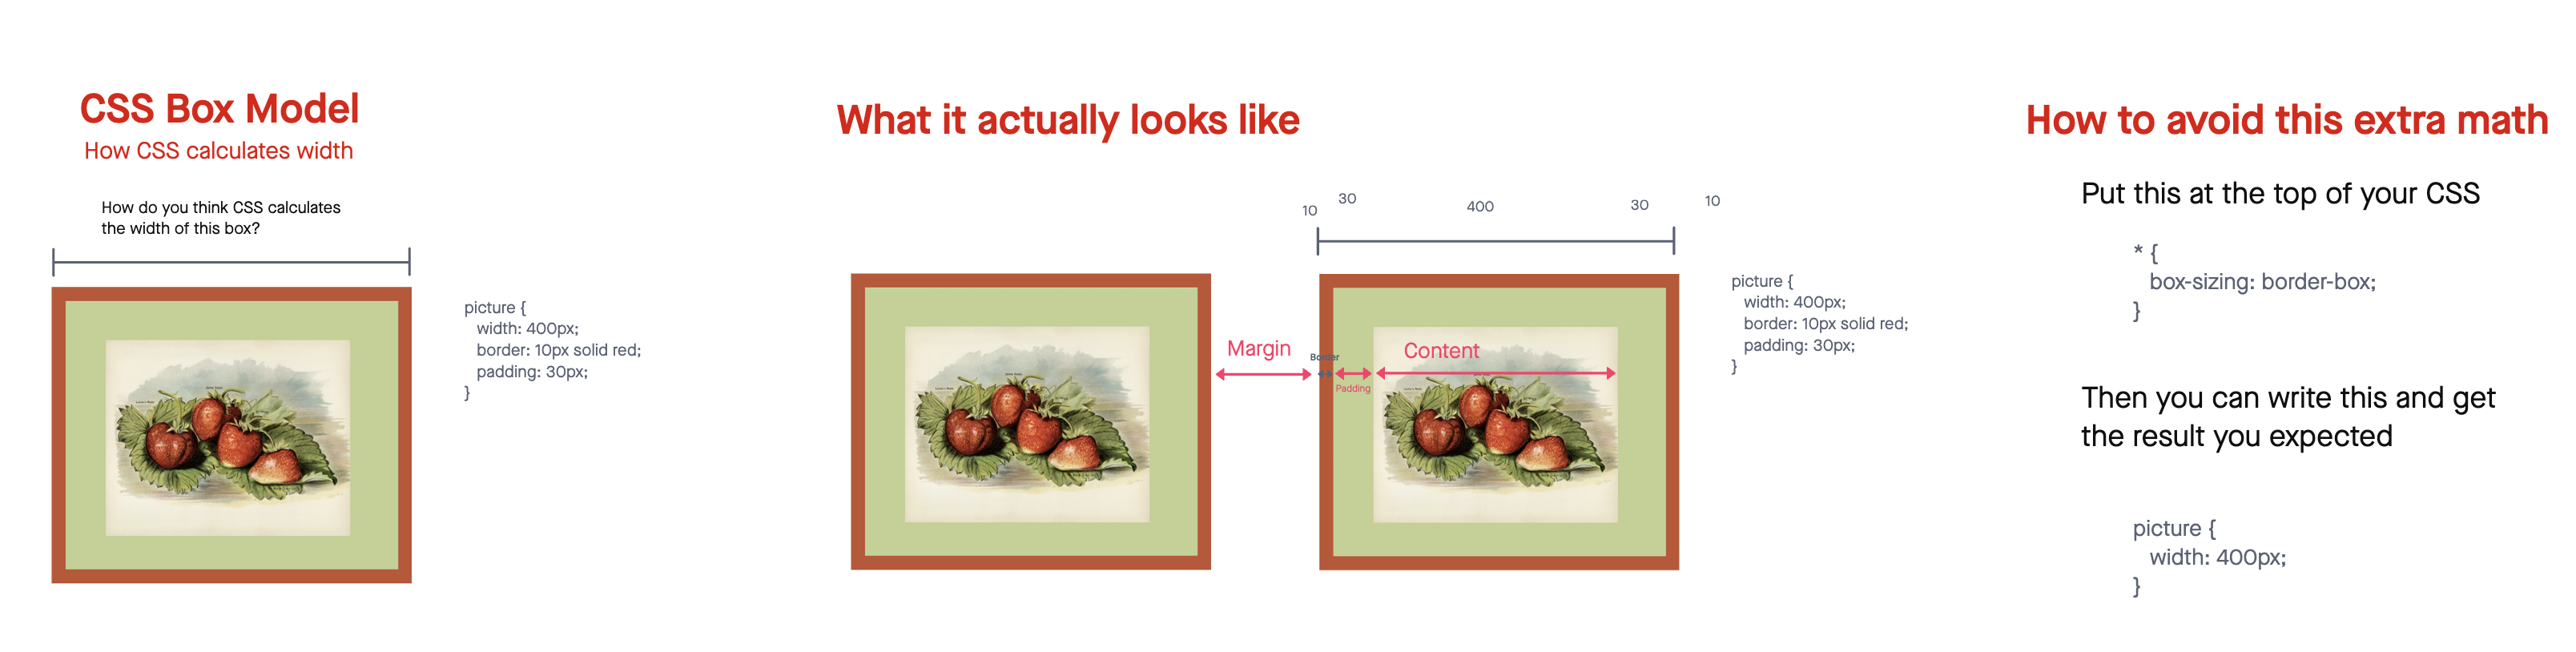 CSS Box Model
How CSS calculates width
How do you think CSS calculates
the width of this box?
picture {
width: 400px;
border: 10px solid red;
padding: 30px;
}
What it actually looks like
10
30
400
30
10
Margin
Border
Padding
Content
picture {
width: 400px;
border: 10px solid red;
padding: 30px;
}
How to avoid this extra math
Put this at the top of your CSS
* {
box-sizing: border-box;
}
Then you can write this and get
the result you expected
picture {
width: 400px;
}